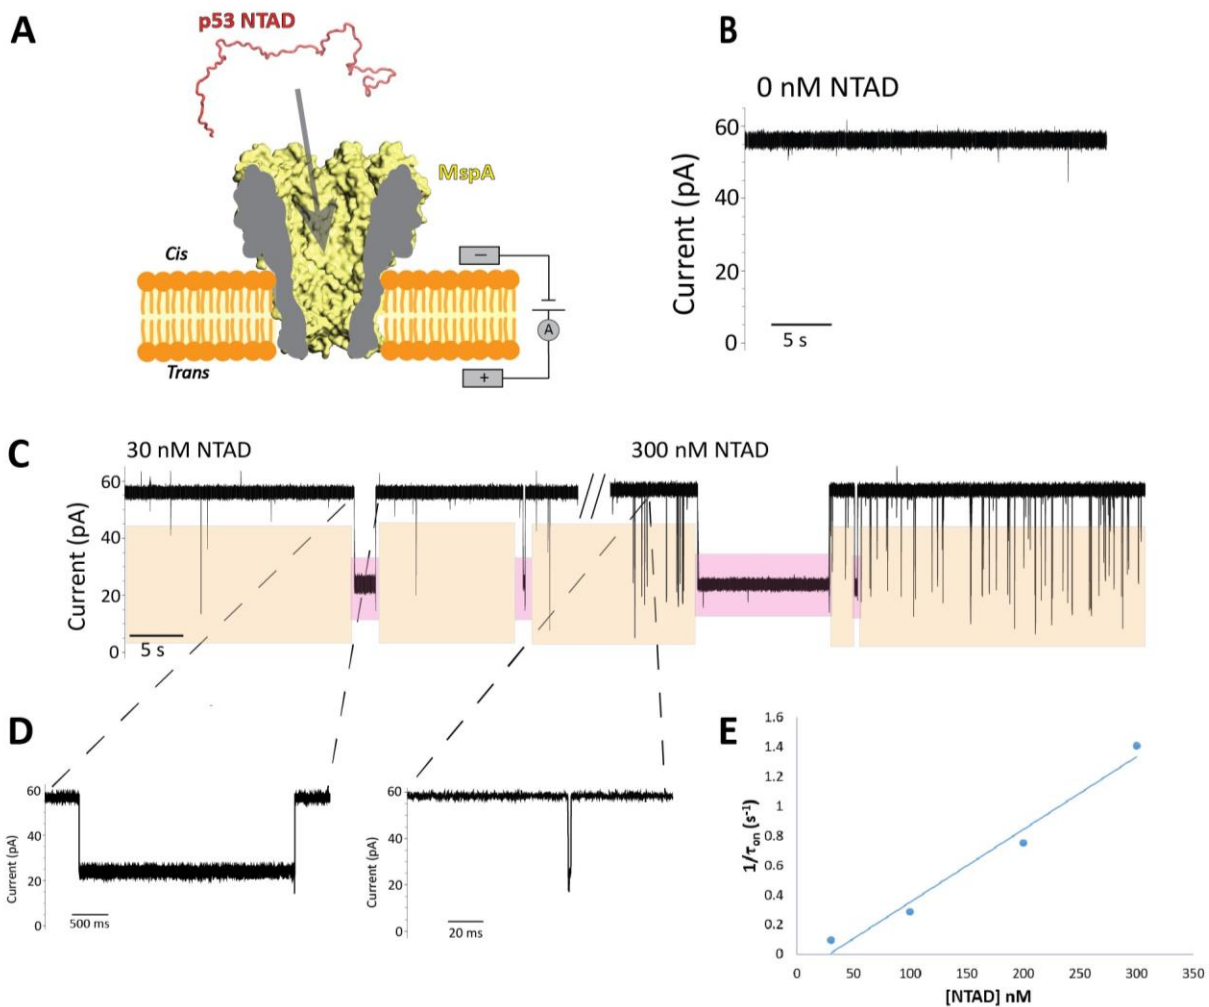 A
p53 NTAD
MspA
Cis
Trans
−
A
+
B
0 nM NTAD
Current (pA)
60
40
20
0
5 s
C
30 nM NTAD
300 nM NTAD
Current (pA)
60
40
20
0
5 s
D
Current (pA)
60
40
20
0
500 ms
Current (pA)
60
40
20
0
20 ms
E
1/τon (s-1)
1.6
1.4
1.2
1
0.8
0.6
0.4
0.2
0
0 50 100 150 200 250 300 350
[NTAD] nM